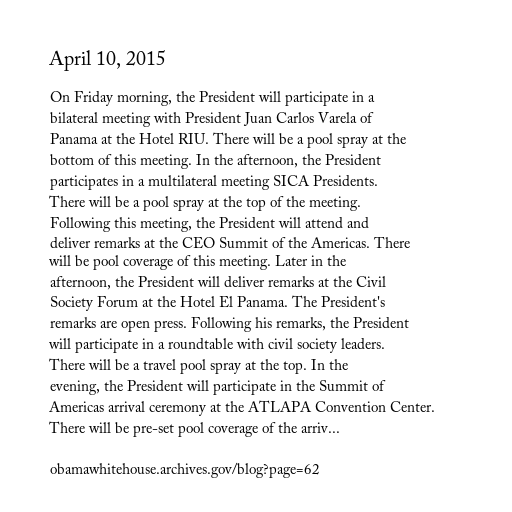 April 10, 2015
On Friday morning, the President will participate in a
bilateral meeting with President Juan Carlos Varela of
Panama at the Hotel RIU. There will be a pool spray at the
bottom of this meeting. In the afternoon, the President
participates in a multilateral meeting SICA Presidents.
There will be a pool spray at the top of the meeting.
Following this meeting, the President will attend and
deliver remarks at the CEO Summit of the Americas. There
will be pool coverage of this meeting. Later in the
afternoon, the President will deliver remarks at the Civil
Society Forum at the Hotel El Panama. The President's
remarks are open press. Following his remarks, the President
will participate in a roundtable with civil society leaders.
There will be a travel pool spray at the top. In the
evening, the President will participate in the Summit of
Americas arrival ceremony at the ATLAPA Convention Center.
There will be pre-set pool coverage of the arriv...
obamawhitehouse.archives.gov/blog?page=62